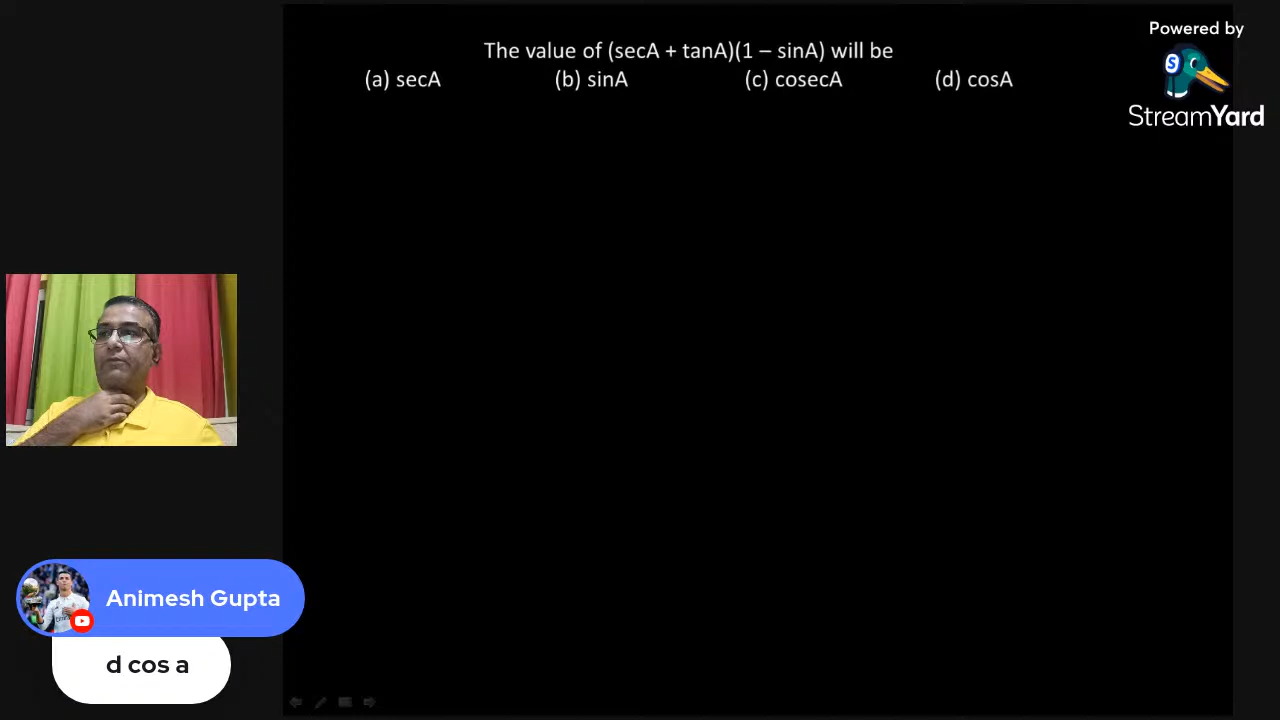 The value of (secA + tanA)(1 – sinA) will be
(a) secA (b) sinA (c) cosecA (d) cosA
Powered by
S
StreamYard
Animesh Gupta
d cos a